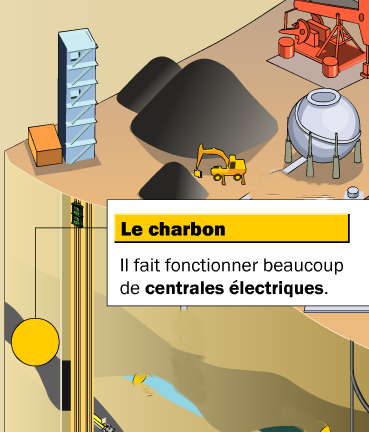 Le charbon
Il fait fonctionner beaucoup
de centrales électriques.